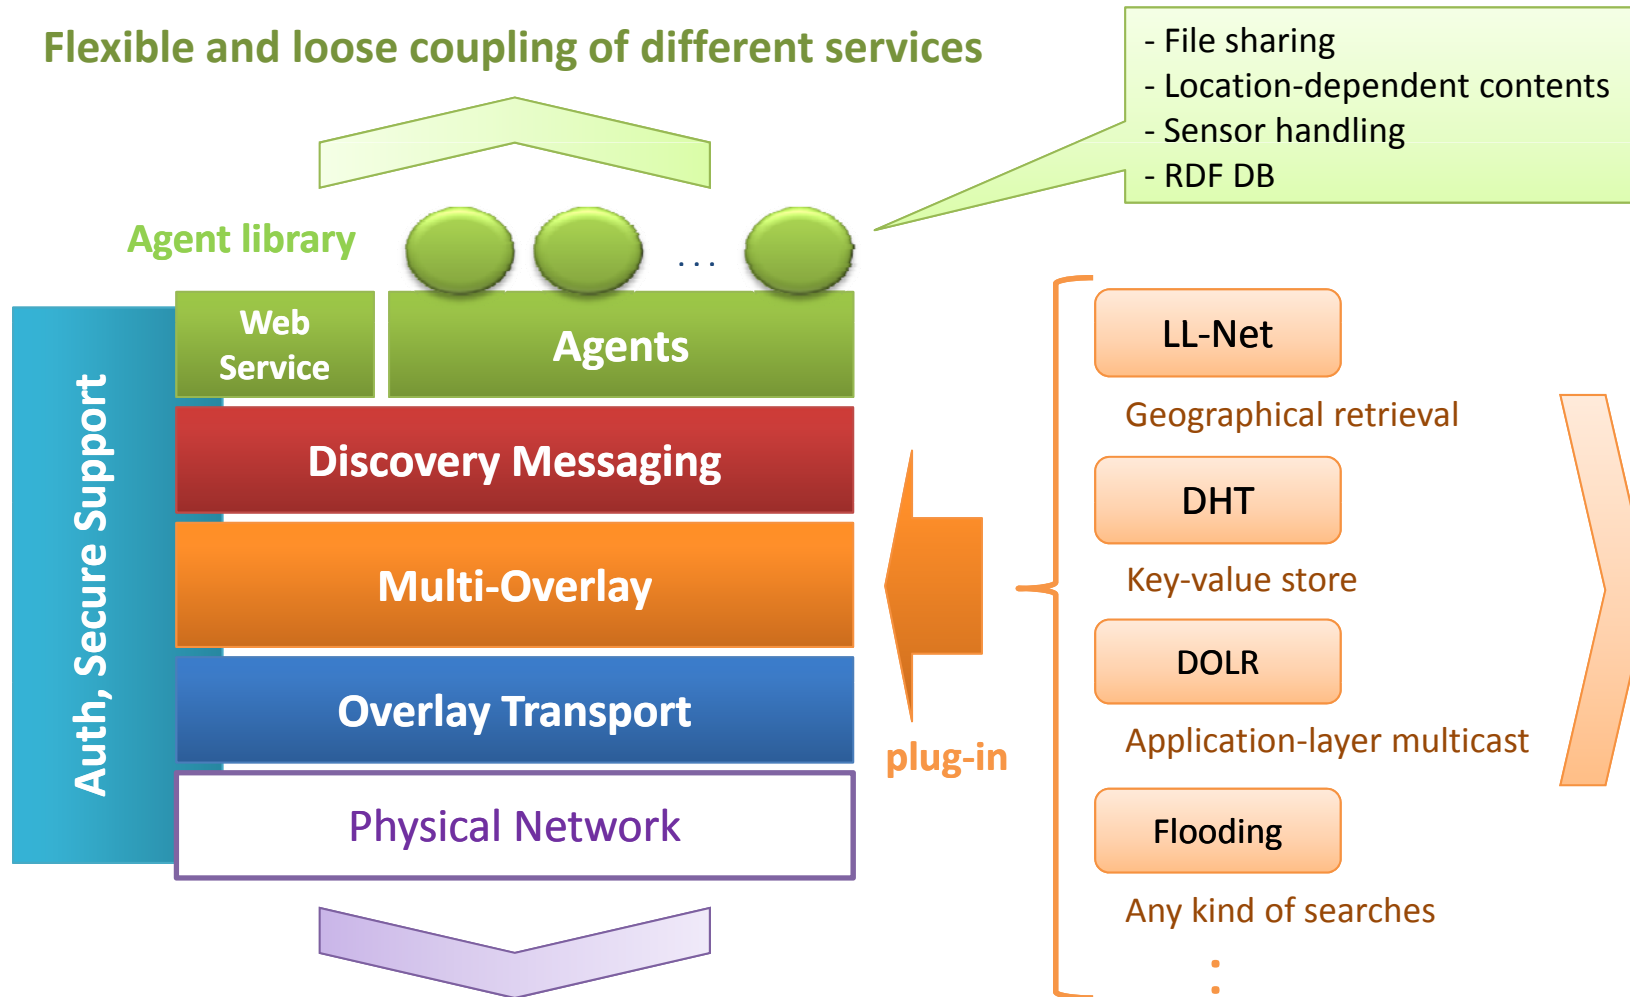 Flexible and loose coupling of different services
- File sharing
- Location-dependent contents
- Sensor handling
- RDF DB
Agent library
...
Web
Service
Agents
Discovery Messaging
Multi-Overlay
Overlay Transport
Physical Network
Auth, Secure Support
plug-in
LL-Net
Geographical retrieval
DHT
Key-value store
DOLR
Application-layer multicast
Flooding
Any kind of searches
: